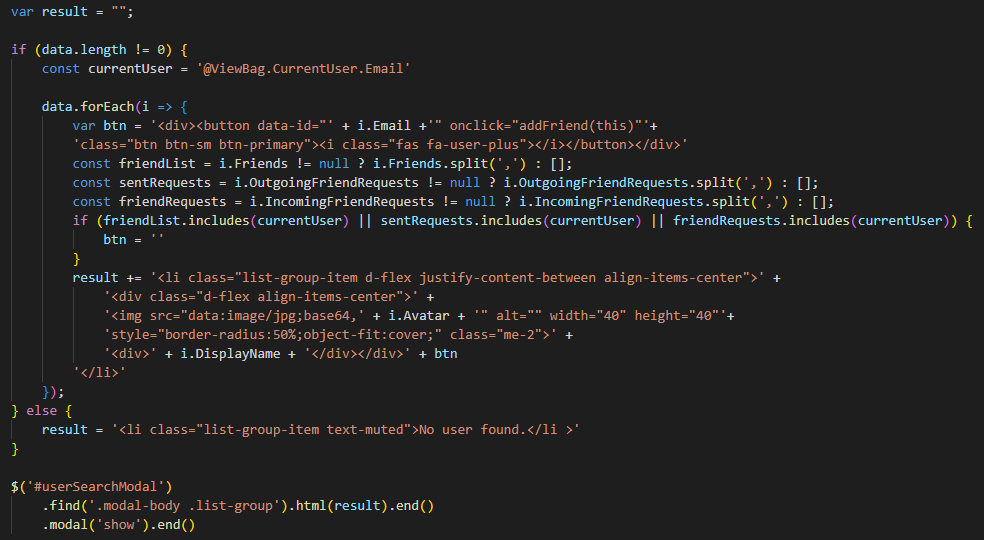 var result = "";
if (data.length != 0) {
const currentUser = '@ViewBag.CurrentUser.Email'
data.forEach(i => {
var btn = '<div><button data-id="' + i.Email +'" onclick="addFriend(this)"'+
'class="btn btn-sm btn-primary"><i class="fas fa-user-plus"></i></button></div>'
const friendList = i.Friends != null ? i.Friends.split(',') : [];
const sentRequests = i.OutgoingFriendRequests != null ? i.OutgoingFriendRequests.split(',') : [];
const friendRequests = i.IncomingFriendRequests != null ? i.IncomingFriendRequests.split(',') : [];
if (friendList.includes(currentUser) || sentRequests.includes(currentUser) || friendRequests.includes(currentUser)) {
btn = ''
}
result += '<li class="list-group-item d-flex justify-content-between align-items-center">' +
'<div class="d-flex align-items-center">' +
'<img src="data:image/jpg;base64,' + i.Avatar + '" alt="" width="40" height="40"'+
'style="border-radius:50%;object-fit:cover;" class="me-2">' +
'<div>' + i.DisplayName + '</div></div>' + btn
'</li>'
});
} else {
result = '<li class="list-group-item text-muted">No user found.</li >'
}
$('#userSearchModal')
.find('.modal-body .list-group').html(result).end()
.modal('show').end()